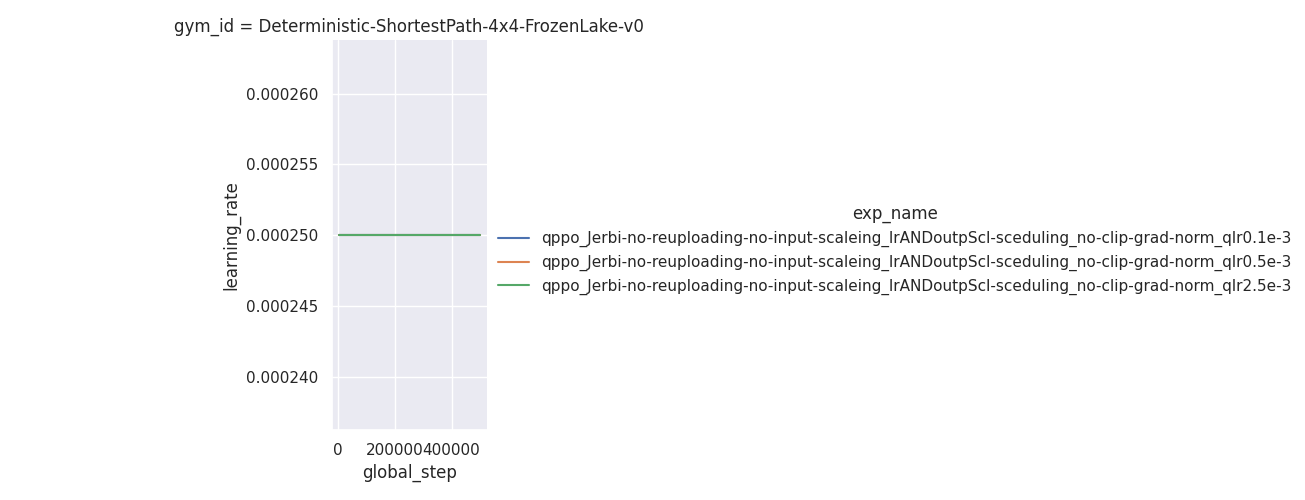 gym_id = Deterministic-ShortestPath-4x4-FrozenLake-v0
0.000260
0.000255
0.000250
0.000245
0.000240
learning_rate
0
200000
400000
global_step
exp_name
qppo_Jerbi-no-reuploading-no-input-scaleing_lrANDoutpScl-sceduling_no-clip-grad-norm_qlr0.1e-3
qppo_Jerbi-no-reuploading-no-input-scaleing_lrANDoutpScl-sceduling_no-clip-grad-norm_qlr0.5e-3
qppo_Jerbi-no-reuploading-no-input-scaleing_lrANDoutpScl-sceduling_no-clip-grad-norm_qlr2.5e-3